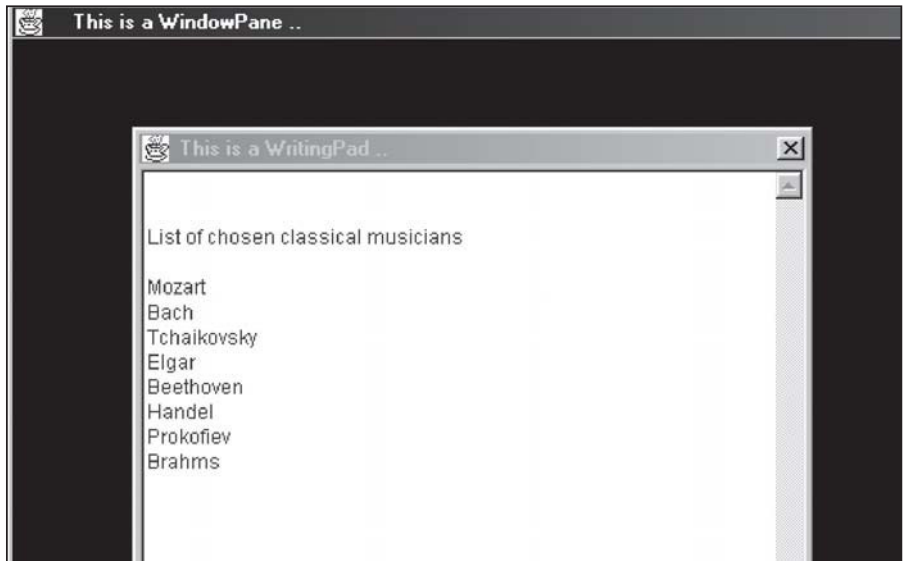 This is a WindowPane ..
This is a WritingPad ..
List of chosen classical musicians
Mozart
Bach
Tchaikovsky
Elgar
Beethoven
Handel
Prokofiev
Brahms